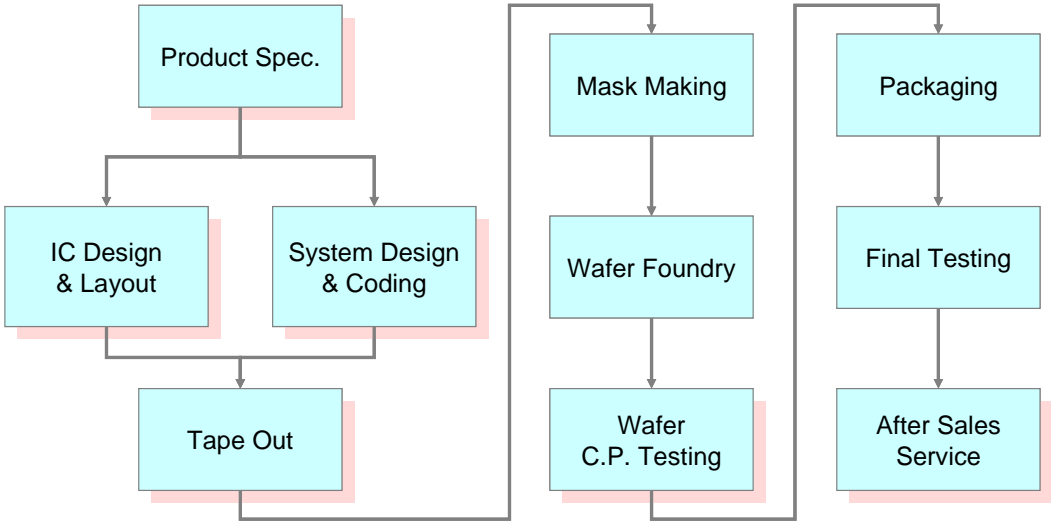 Product Spec.
IC Design
& Layout
System Design
& Coding
Tape Out
Mask Making
Wafer Foundry
Wafer
C.P. Testing
Packaging
Final Testing
After Sales
Service